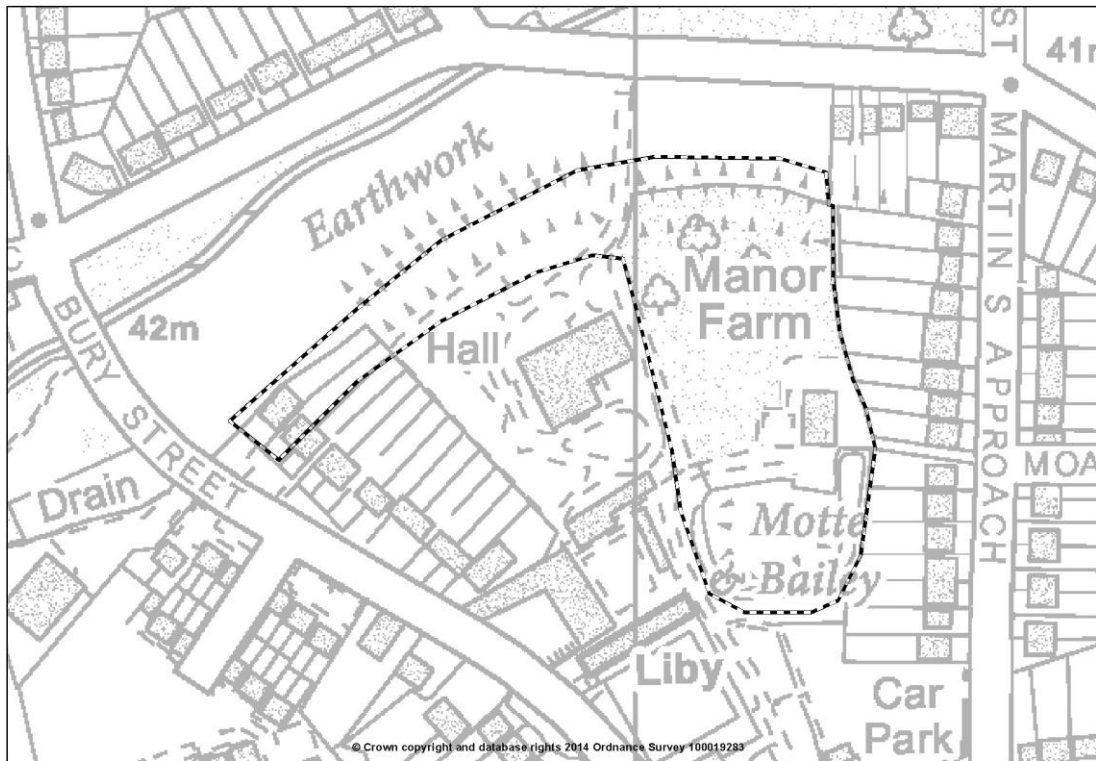 ST
41m
Earthwork
MARTIN S APPROACH
Manor
Farm
BURY STREET
42m
Hall
MOA
Drain
Motte
& Bailey
Liby
Car
Park
© Crown copyright and database rights 2014 Ordnance Survey 100019283